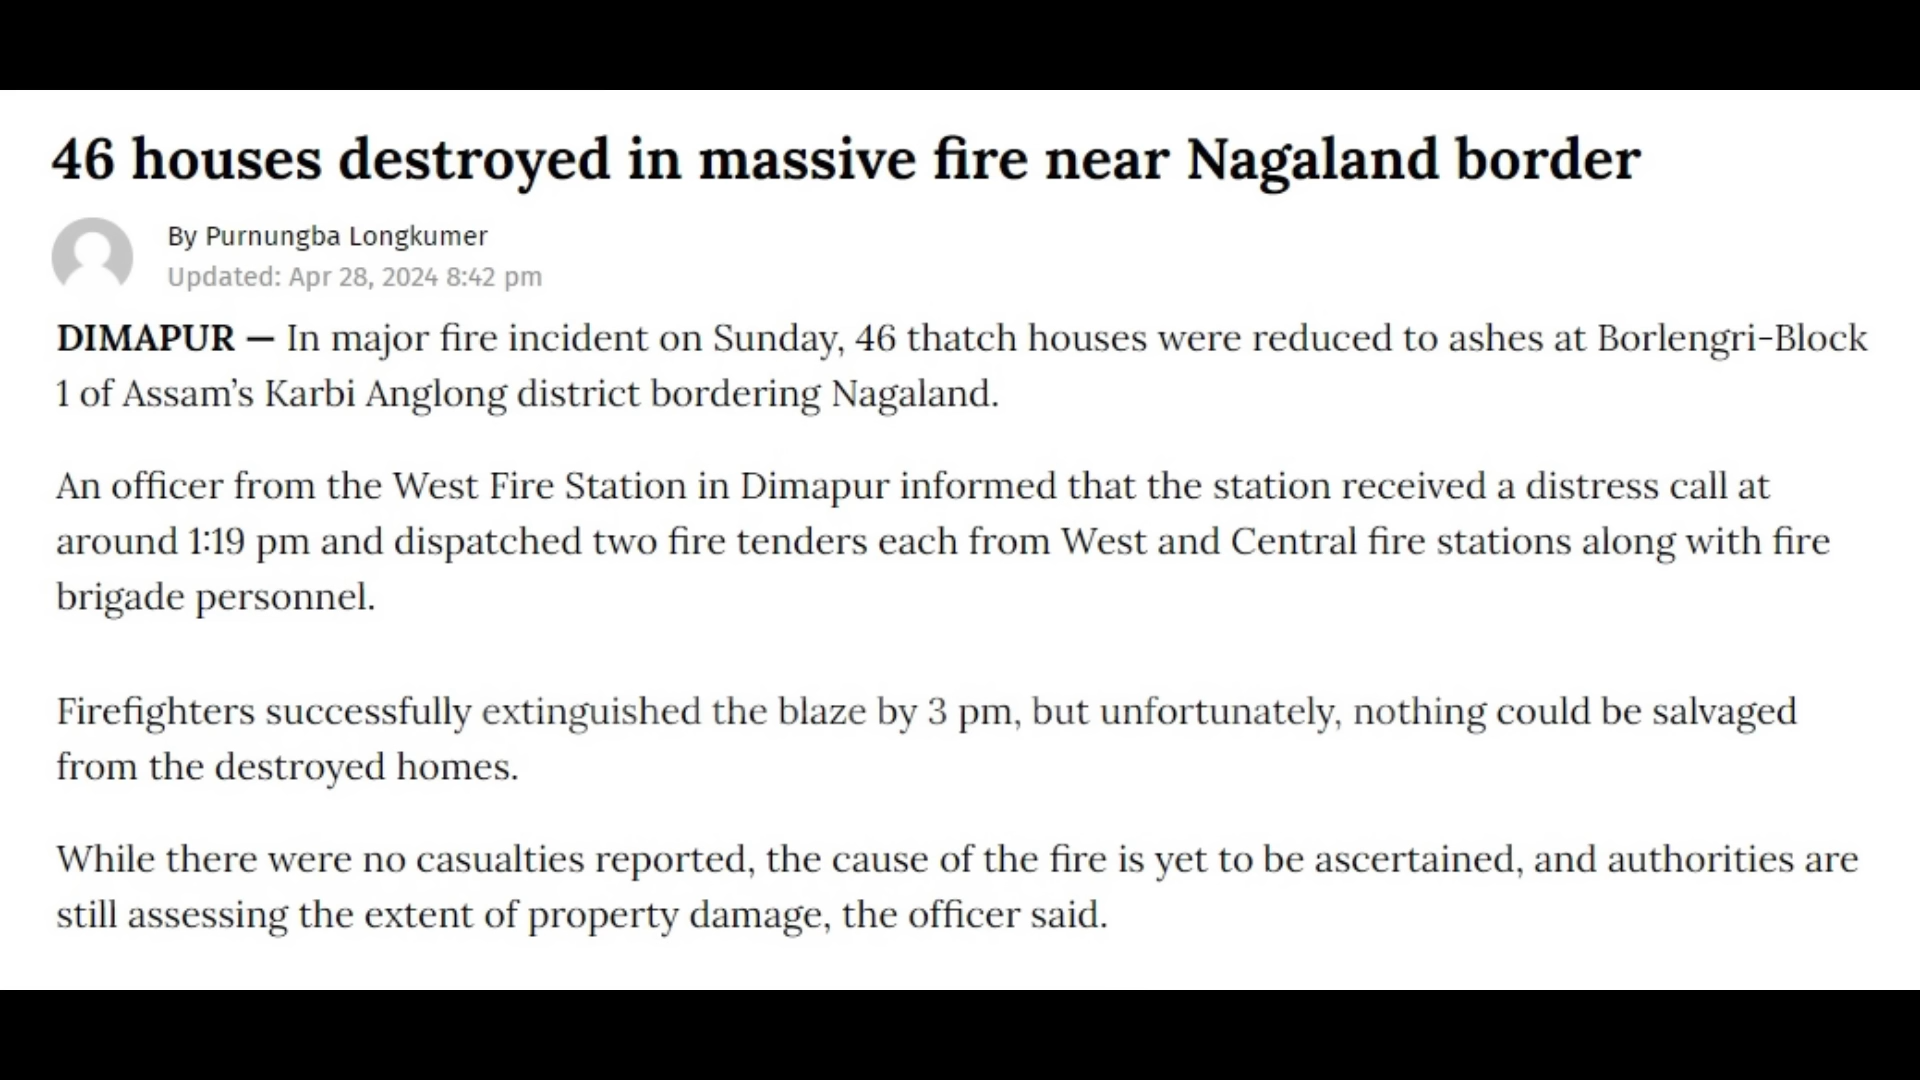 46 houses destroyed in massive fire near Nagaland border
By Purnungba Longkumer
Updated: Apr 28, 2024 8:42 pm
DIMAPUR — In major fire incident on Sunday, 46 thatch houses were reduced to ashes at Borlengri-Block
1 of Assam’s Karbi Anglong district bordering Nagaland.
An officer from the West Fire Station in Dimapur informed that the station received a distress call at
around 1:19 pm and dispatched two fire tenders each from West and Central fire stations along with fire
brigade personnel.
Firefighters successfully extinguished the blaze by 3 pm, but unfortunately, nothing could be salvaged
from the destroyed homes.
While there were no casualties reported, the cause of the fire is yet to be ascertained, and authorities are
still assessing the extent of property damage, the officer said.